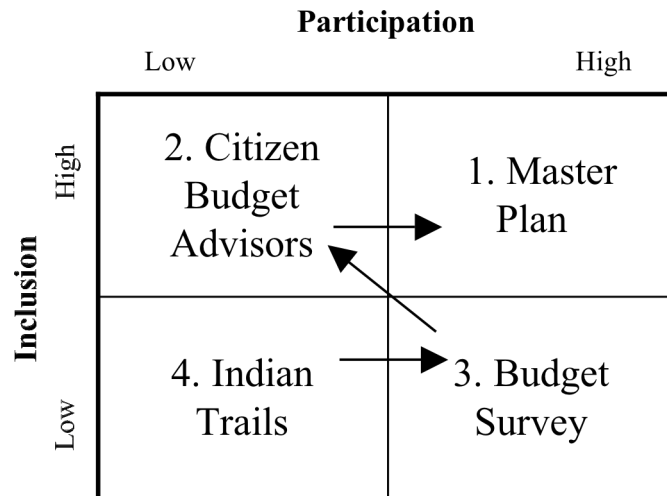 Participation
Low
High
High
2. Citizen
Budget
Advisors
1. Master
Plan
Inclusion
Low
4. Indian
Trails
3. Budget
Survey